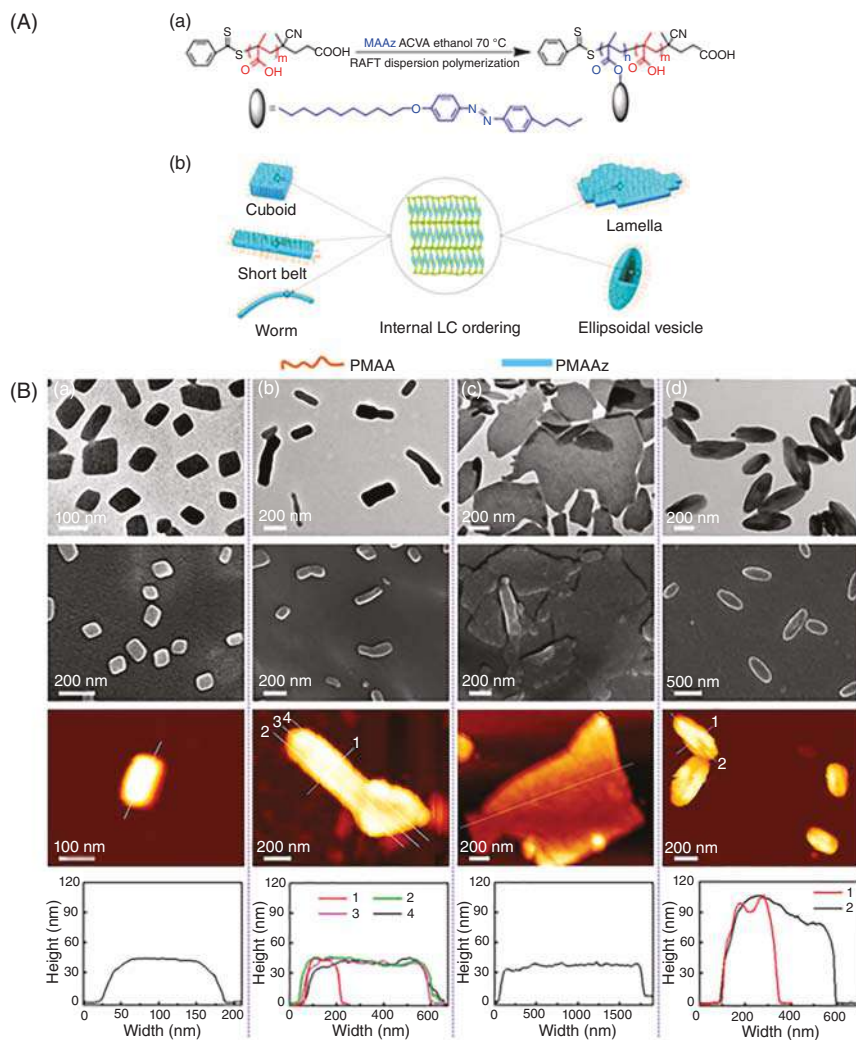 (A)
(a)
S
S
CN
COOH
m
O
OH
MAAz ACVA ethanol 70 °C
RAFT dispersion polymerization
S
S
n
m
CN
COOH
O
O
O
OH
≡
O
N
N
(b)
Cuboid
Short belt
Worm
Internal LC ordering
Lamella
Ellipsoidal vesicle
PMAA
PMAAz
(B)
(a)
(b)
(c)
(d)
100 nm
200 nm
200 nm
200 nm
200 nm
200 nm
200 nm
500 nm
100 nm
2 3 4
1
200 nm
200 nm
1
2
200 nm
Height (nm)
120
90
60
30
0
0 50 100 150 200
Width (nm)
Height (nm)
120
90
60
30
0
1 2
3 4
0 200 400 600
Width (nm)
Height (nm)
120
90
60
30
0
0 500 1000 1500
Width (nm)
Height (nm)
120
90
60
30
0
1
2
0 200 400 600
Width (nm)